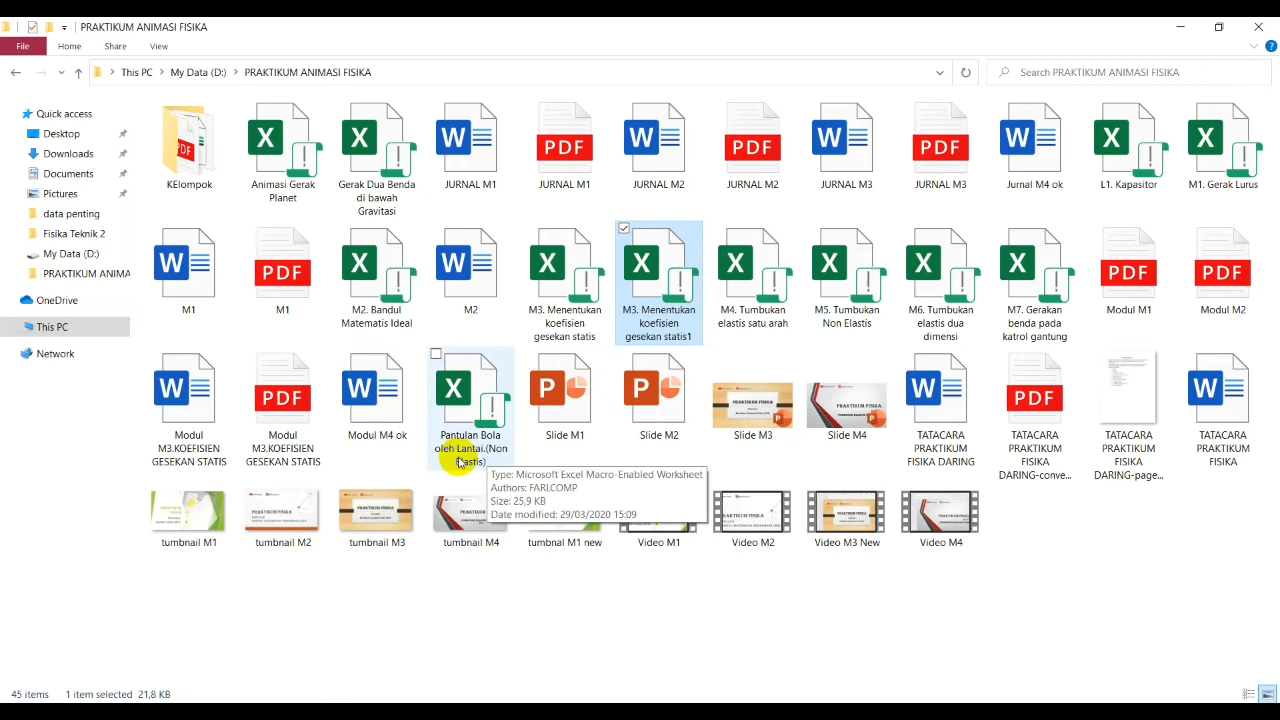 PRAKTIKUM ANIMASI FISIKA
File
Home
Share
View
This PC
My Data (D:)
PRAKTIKUM ANIMASI FISIKA
Search PRAKTIKUM ANIMASI FISIKA
Quick access
Desktop
Downloads
Documents
Pictures
data penting
Fisika Teknik 2
My Data (D:)
PRAKTIKUM ANIMA
OneDrive
This PC
Network
KElompok
Animasi Gerak
Planet
Gerak Dua Benda
di bawah
Gravitasi
JURNAL M1
JURNAL M1
JURNAL M2
JURNAL M2
JURNAL M3
JURNAL M3
Jurnal M4 ok
L1. Kapasitor
M1. Gerak Lurus
M1
M1
M2. Bandul
Matematis Ideal
M2
M3. Menentukan
koefisien
gesekan statis
M3. Menentukan
koefisien
gesekan statis1
M4. Tumbukan
elastis satu arah
M5. Tumbukan
Non Elastis
M6. Tumbukan
elastis dua
dimensi
M7. Gerakan
benda pada
katrol gantung
Modul M1
Modul M2
Modul
M3.KOEFISIEN
GESEKAN STATIS
Modul
M3.KOEFISIEN
GESEKAN STATIS
Modul M4 ok
Pantulan Bola
oleh Lantai.(Non
Elastis)
Slide M1
Slide M2
Slide M3
Slide M4
TATACARA
PRAKTIKUM
FISIKA DARING
TATACARA
PRAKTIKUM
FISIKA
DARING-conve...
TATACARA
PRAKTIKUM
FISIKA
DARING-page...
TATACARA
PRAKTIKUM
FISIKA
Type: Microsoft Excel Macro-Enabled Worksheet
Authors: FARLCOMP
Size: 25,9 KB
Date modified: 29/03/2020 15:09
tumbnail M1
tumbnail M2
tumbnail M3
tumbnail M4
tumbnal M1 new
Video M1
Video M2
Video M3 New
Video M4
45 items
1 item selected 21,8 KB